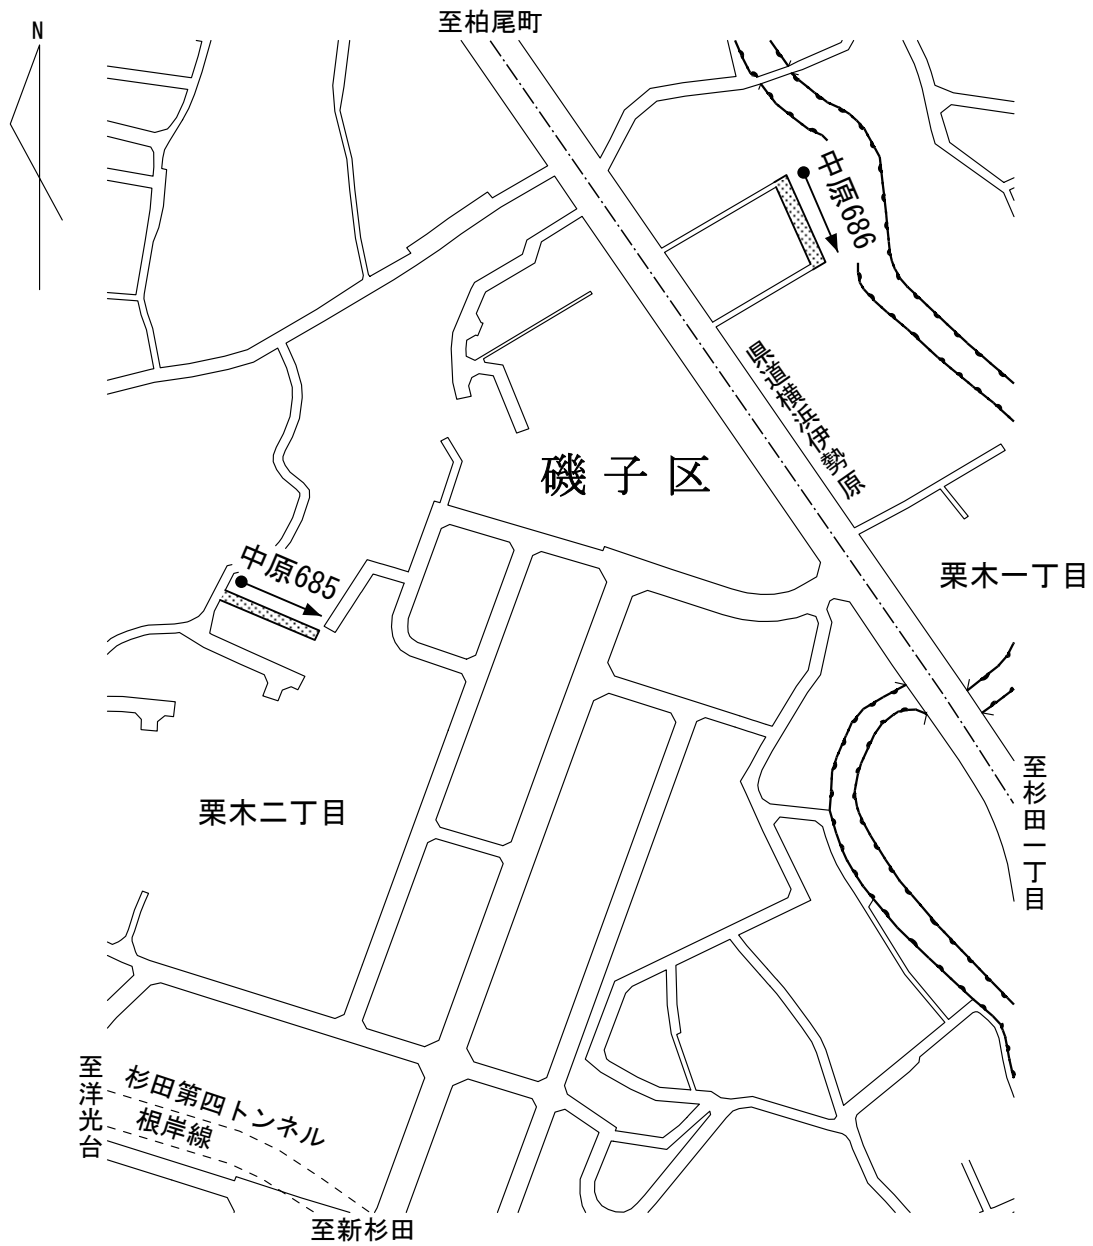 至柏尾町
N
中原686
県道横浜伊勢原
磯子区
中原685
栗木一丁目
至杉田一丁目
栗木二丁目
至洋光台
杉田第四トンネル
根岸線
至新杉田